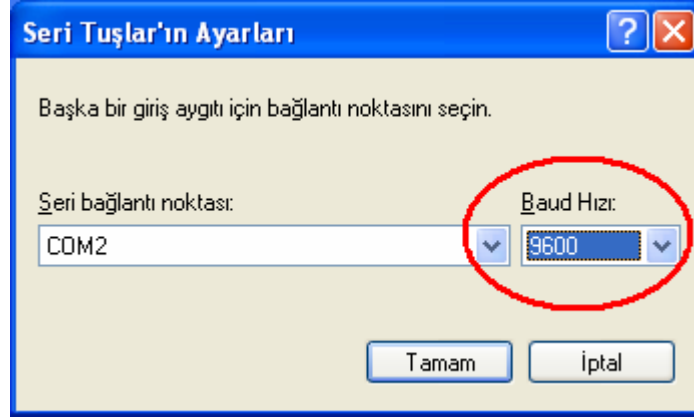 Seri Tuşlar'ın Ayarları
Başka bir giriş aygıtı için bağlantı noktasını seçin.
Seri bağlantı noktası: Baud Hızı:
COM2 9600
Tamam İptal